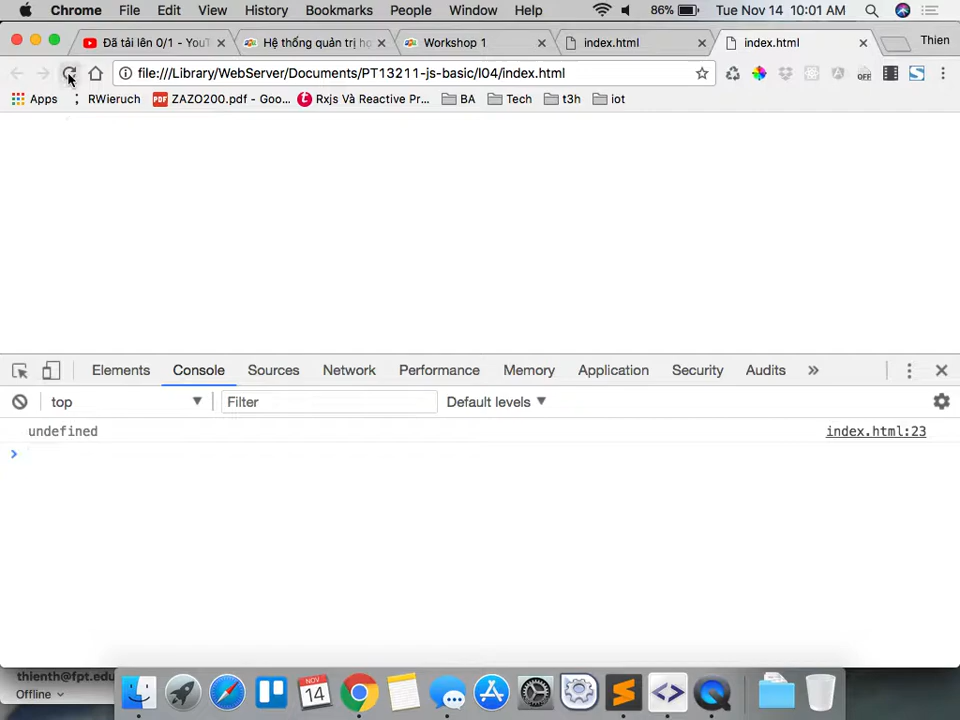 Chrome File Edit View History Bookmarks People Window Help 86% Tue Nov 14 10:01 AM
Đã tải lên 0/1 - YouT Hệ thống quản trị họ Workshop 1 index.html index.html Thien
file:///Library/WebServer/Documents/PT13211-js-basic/l04/index.html OFF
Apps RWieruch PDF ZAZO200.pdf - Goo... Rxjs Và Reactive Pr... BA Tech t3h iot
Elements Console Sources Network Performance Memory Application Security Audits »
top Filter Default levels
undefined index.html:23
thienth@fpt.edu
Offline
NOV
14